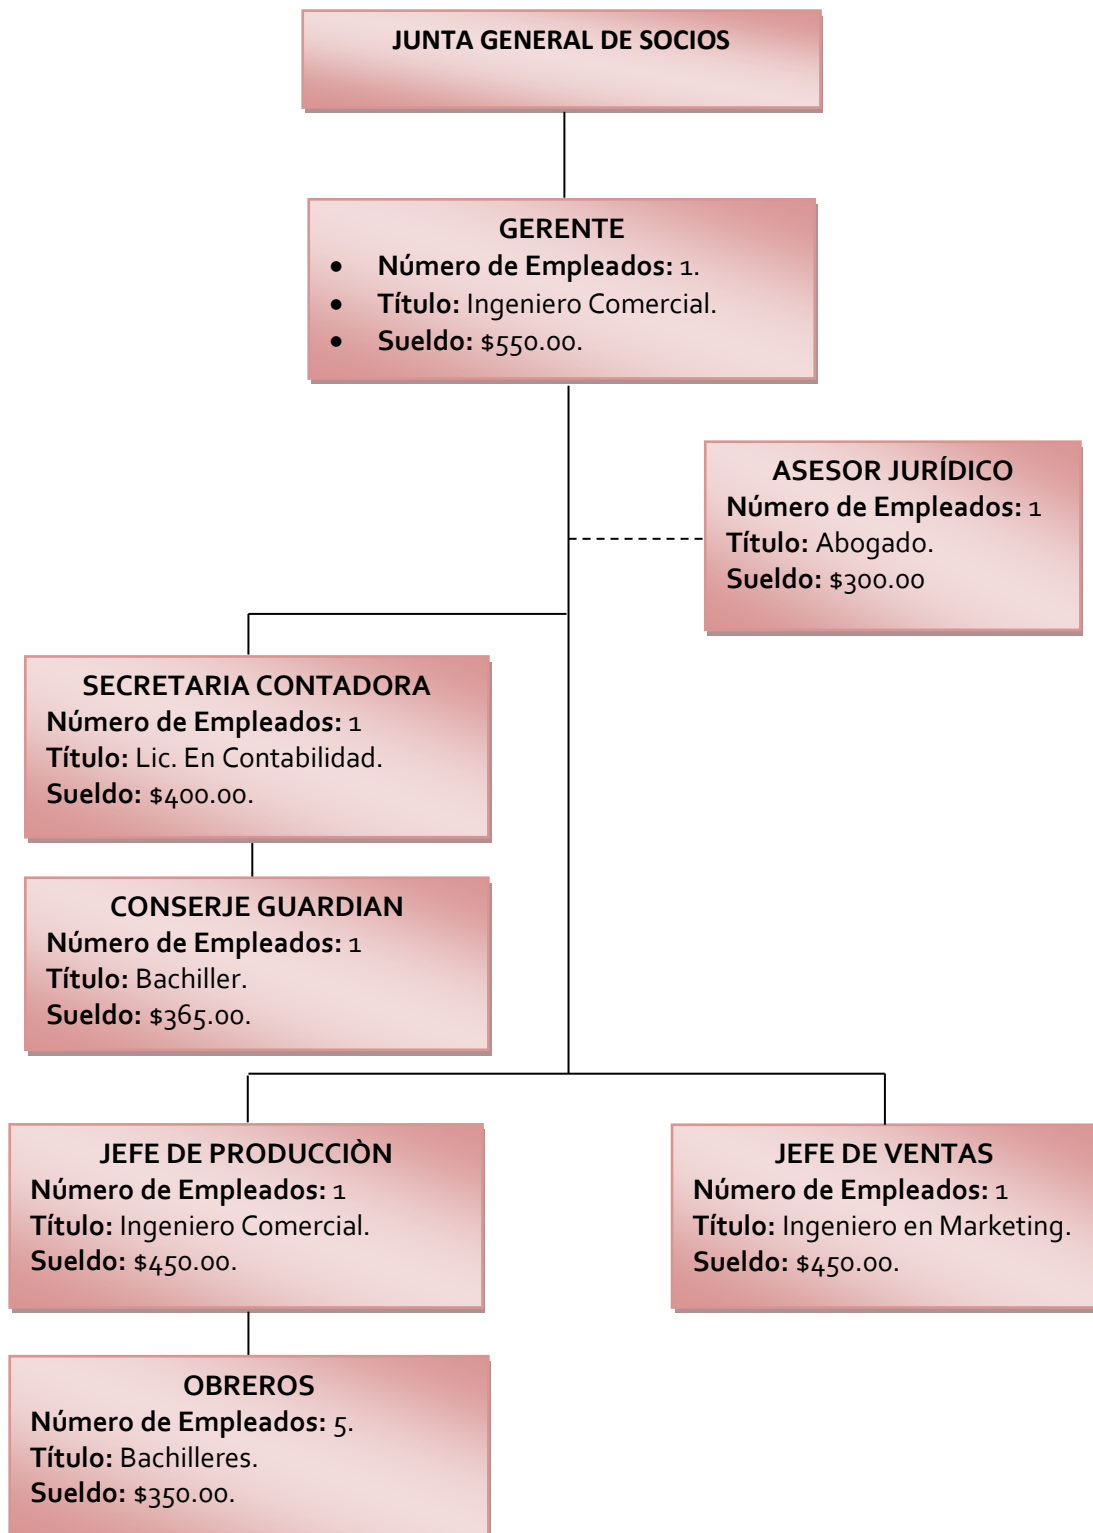 JUNTA GENERAL DE SOCIOS
GERENTE
• Número de Empleados: 1.
• Título: Ingeniero Comercial.
• Sueldo: $550.00.
ASESOR JURÍDICO
Número de Empleados: 1
Título: Abogado.
Sueldo: $300.00
SECRETARIA CONTADORA
Número de Empleados: 1
Título: Lic. En Contabilidad.
Sueldo: $400.00.
CONSERJE GUARDIAN
Número de Empleados: 1
Título: Bachiller.
Sueldo: $365.00.
JEFE DE PRODUCCIÒN
Número de Empleados: 1
Título: Ingeniero Comercial.
Sueldo: $450.00.
JEFE DE VENTAS
Número de Empleados: 1
Título: Ingeniero en Marketing.
Sueldo: $450.00.
OBREROS
Número de Empleados: 5.
Título: Bachilleres.
Sueldo: $350.00.